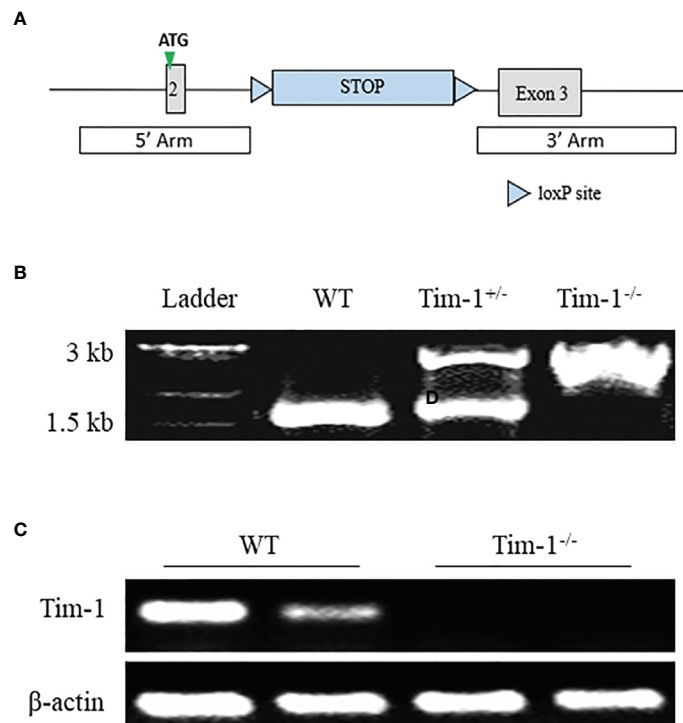 A
ATG
2
STOP
Exon 3
5’ Arm
3’ Arm
loxP site
B
Ladder WT Tim-1+/- Tim-1-/-
3 kb
D
1.5 kb
C
WT Tim-1-/-
Tim-1
β-actin